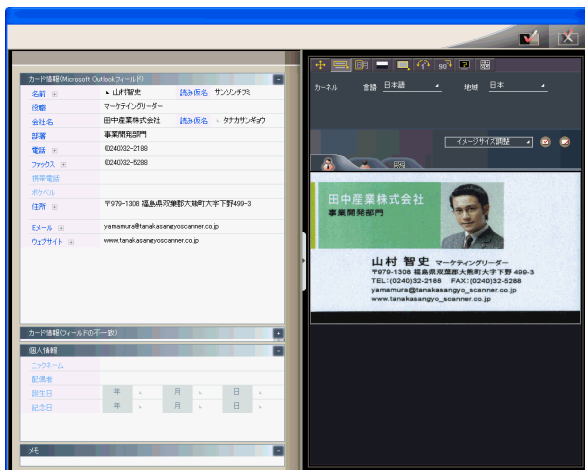 カード情報(Microsoft Outlookフィールド)
名前 山村智史 読み仮名 サンソンチフミ
役職 マーケティングリーダー
会社名 田中産業株式会社 読み仮名 タナカサンギョウ
部署 事業開発部門
電話 (0240)32-2188
ファックス (0240)32-5288
携帯電話
ポケベル
住所 〒979-1308 福島県双葉郡大熊町大字下野499-3
Eメール yamamura@tanakasangyoscanner.co.jp
ウェブサイト www.tanakasangyoscanner.co.jp
カード情報(フィールドの不一致)
個人情報
ニックネーム
配偶者
誕生日 年 月 日
記念日 年 月 日
メモ
90°
カーネル 言語 日本語 地域 日本
イメージサイズ調整
田中産業株式会社
事業開発部門
山村 智史 マーケティングリーダー
〒979-1308 福島県双葉郡大熊町大字下野 499-3
TEL:(0240)32-2188 FAX:(0240)32-5288
yamamura@tanakasangyo_scanner.co.jp
www.tanakasangyo_scanner.co.jp